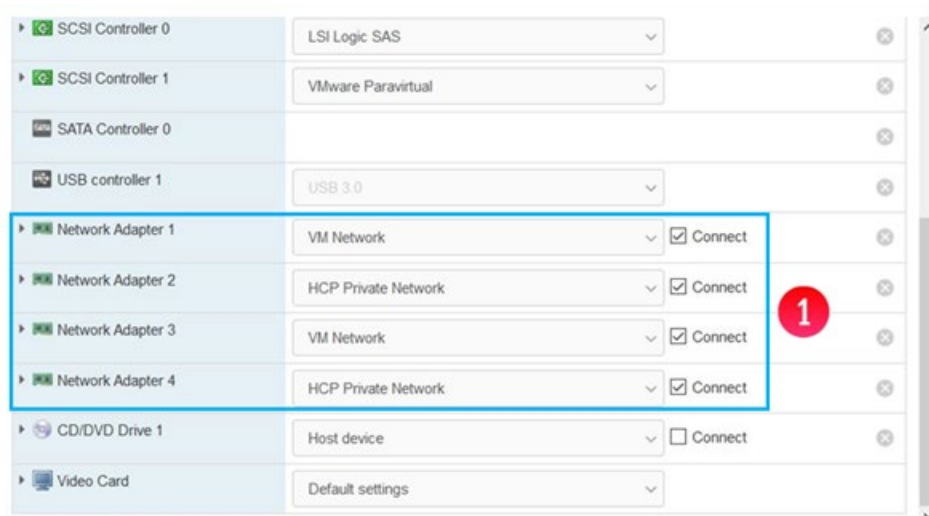 SCSI Controller 0
LSI Logic SAS
SCSI Controller 1
VMware Paravirtual
SATA Controller 0
USB controller 1
USB 3.0
Network Adapter 1
VM Network
Connect
Network Adapter 2
HCP Private Network
Connect
1
Network Adapter 3
VM Network
Connect
Network Adapter 4
HCP Private Network
Connect
CD/DVD Drive 1
Host device
Connect
Video Card
Default settings